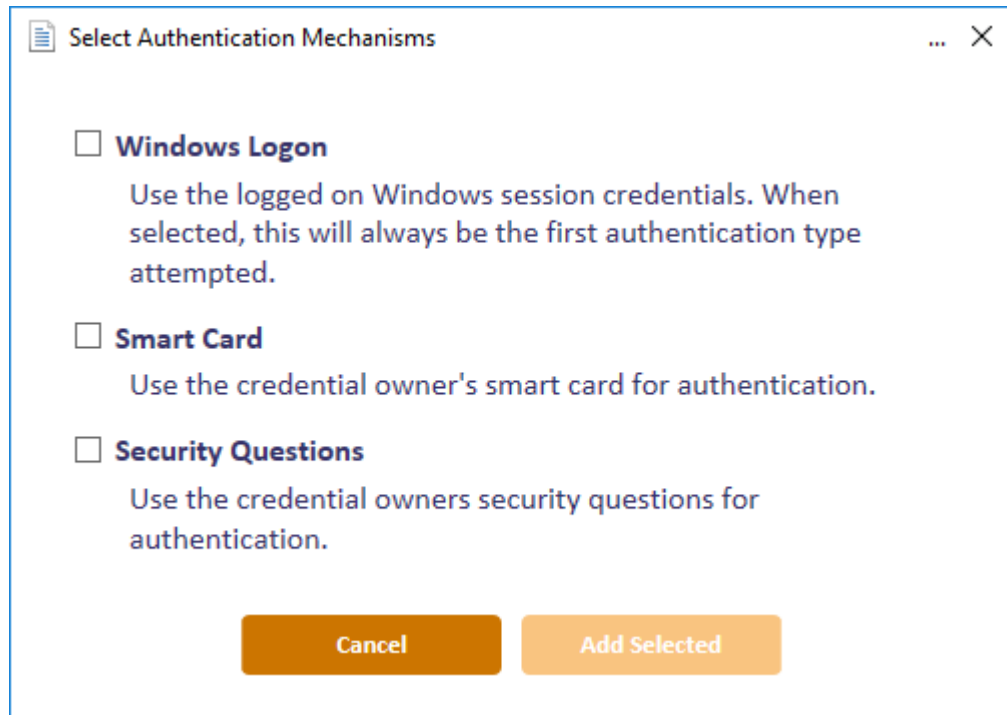 Select Authentication Mechanisms ...
Windows Logon
Use the logged on Windows session credentials. When
selected, this will always be the first authentication type
attempted.
Smart Card
Use the credential owner's smart card for authentication.
Security Questions
Use the credential owners security questions for
authentication.
Cancel Add Selected